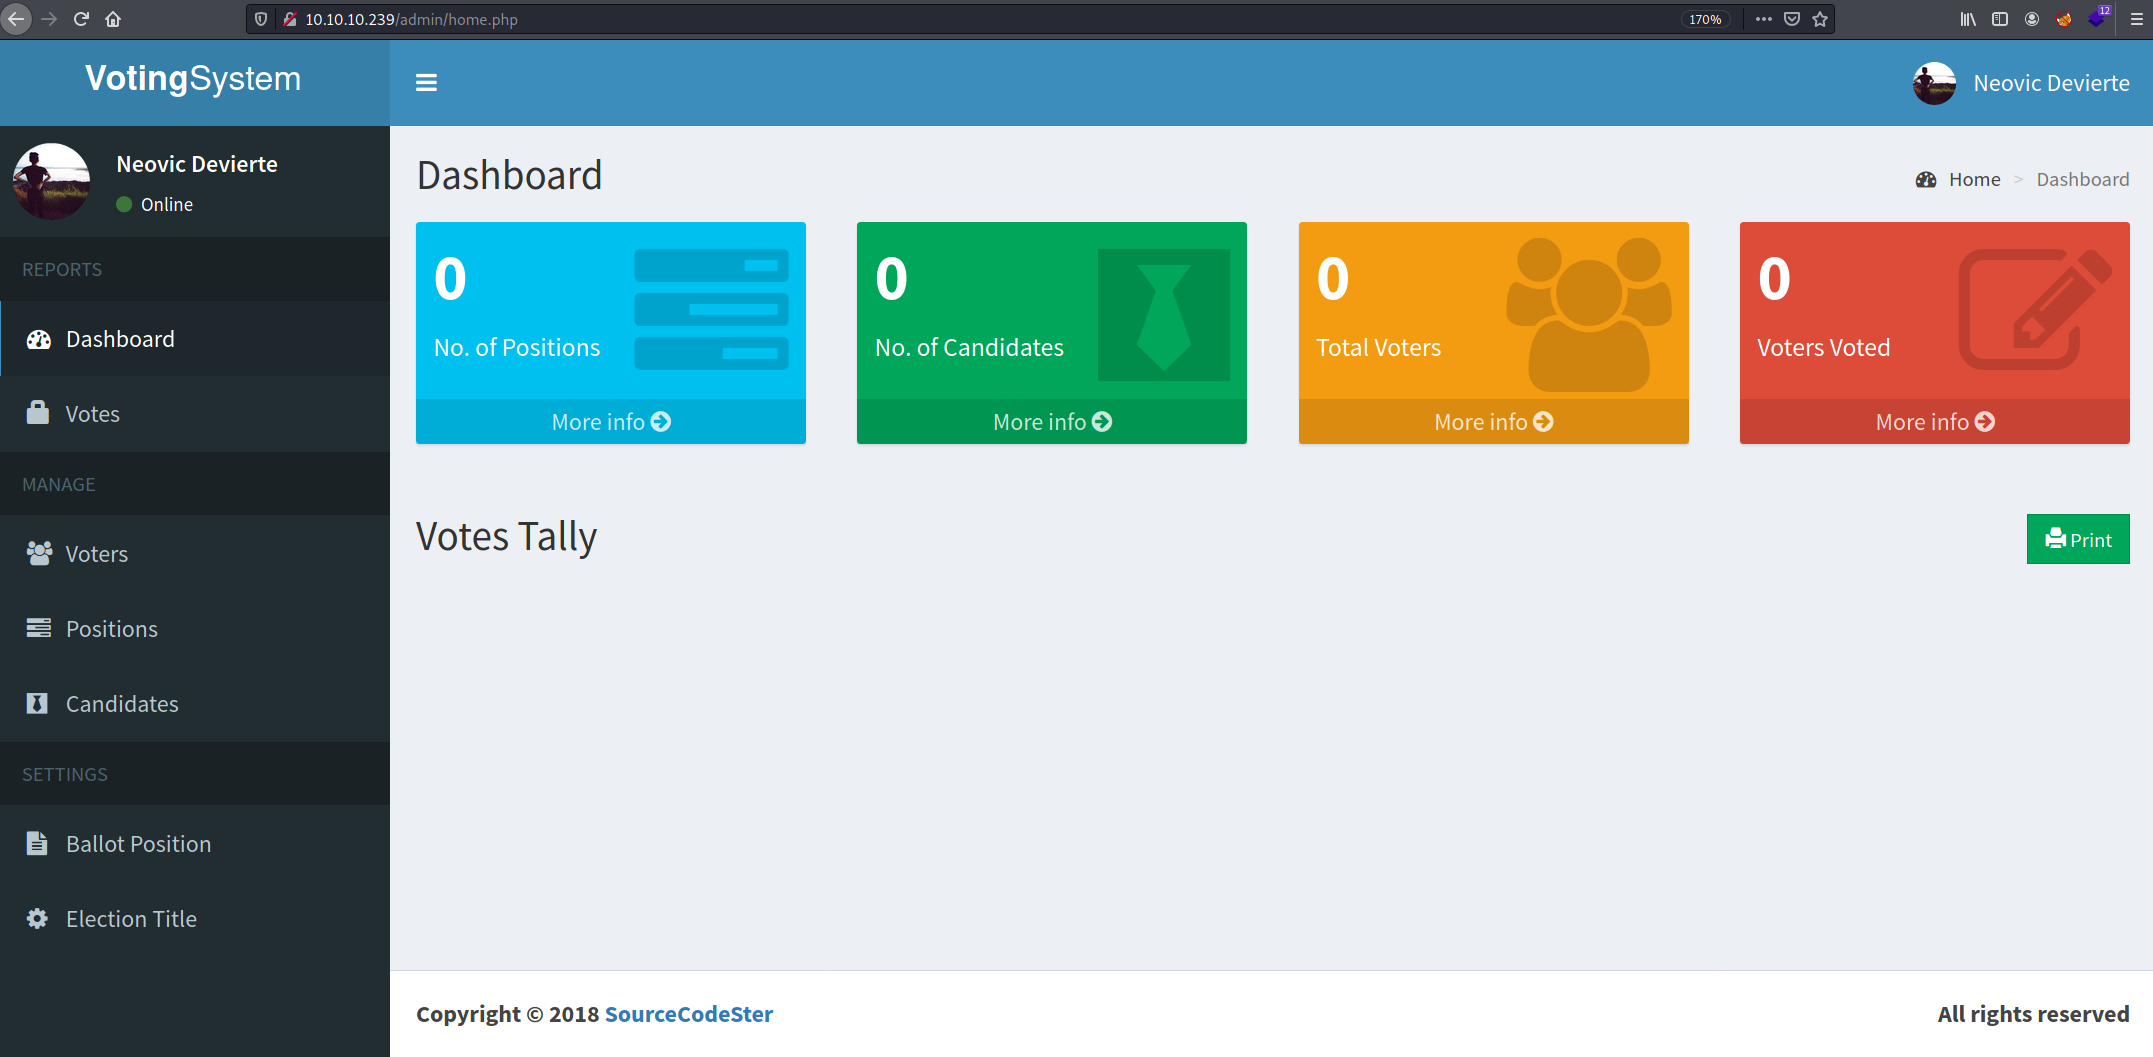 10.10.10.239/admin/home.php
170%
12
VotingSystem
Neovic Devierte
Neovic Devierte
Online
REPORTS
Dashboard
Votes
MANAGE
Voters
Positions
Candidates
SETTINGS
Ballot Position
Election Title
Dashboard
Home > Dashboard
0
No. of Positions
More info
0
No. of Candidates
More info
0
Total Voters
More info
0
Voters Voted
More info
Votes Tally
Print
Copyright © 2018 SourceCodeSter
All rights reserved